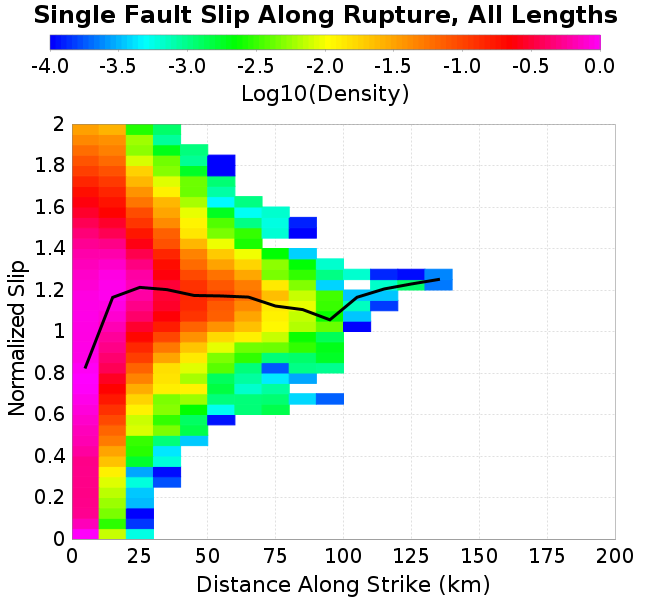 Single Fault Slip Along Rupture, All Lengths
-4.0 -3.5 -3.0 -2.5 -2.0 -1.5 -1.0 -0.5 0.0
Log10(Density)
2
1.8
1.6
1.4
1.2
1
0.8
0.6
0.4
0.2
0
Normalized Slip
0 25 50 75 100 125 150 175 200
Distance Along Strike (km)